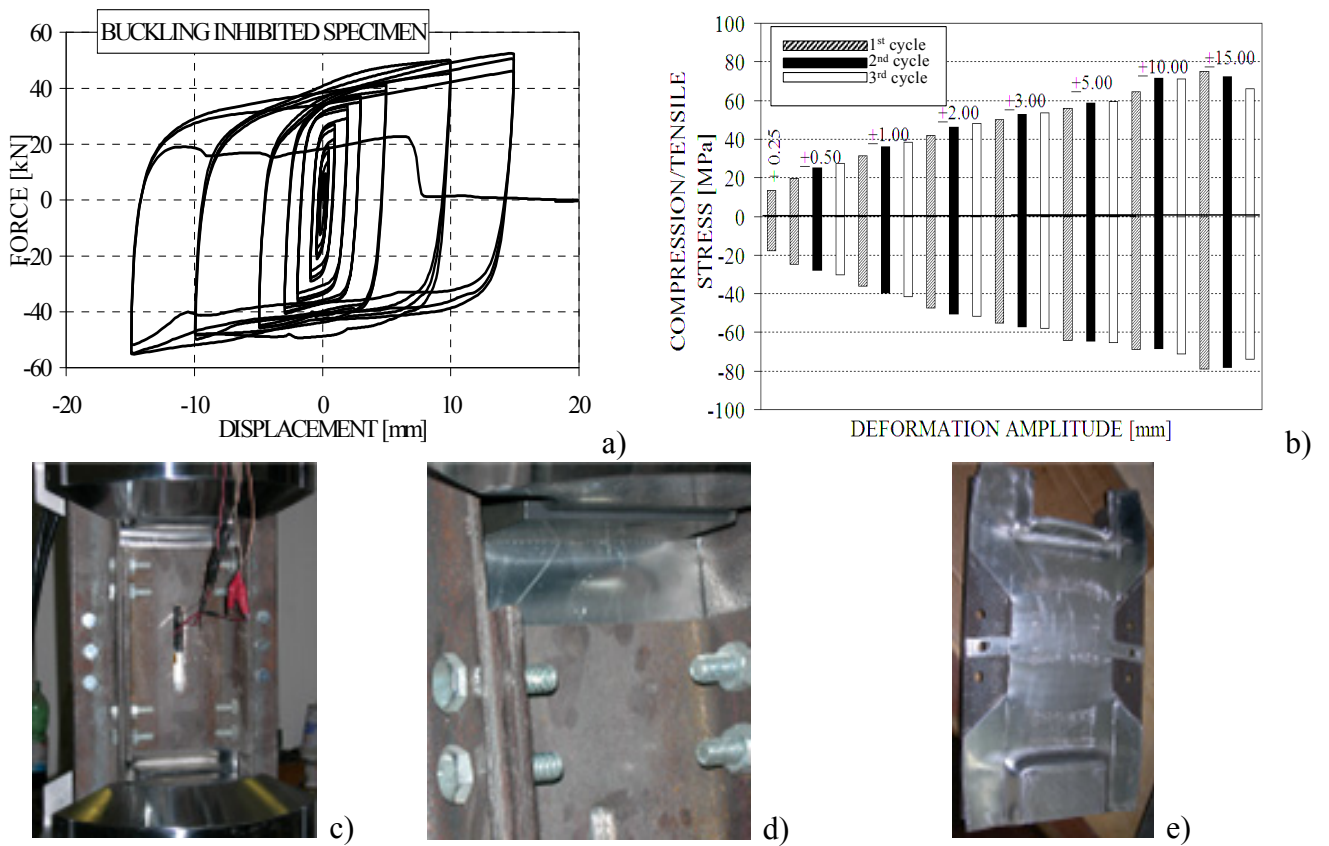 BUCKLING INHIBITED SPECIMEN
FORCE [kN]
60
40
20
0
-20
-40
-60
-20
-10
0
10
20
DISPLACEMENT [mm]
a)
COMPRESSION/TENSILE
STRESS [MPa]
100
80
60
40
20
0
-20
-40
-60
-80
-100
1st cycle
2nd cycle
3rd cycle
± 0.25
±0.50
±1.00
±2.00
±3.00
±5.00
±10.00
±15.00
DEFORMATION AMPLITUDE [mm]
b)
c)
d)
e)